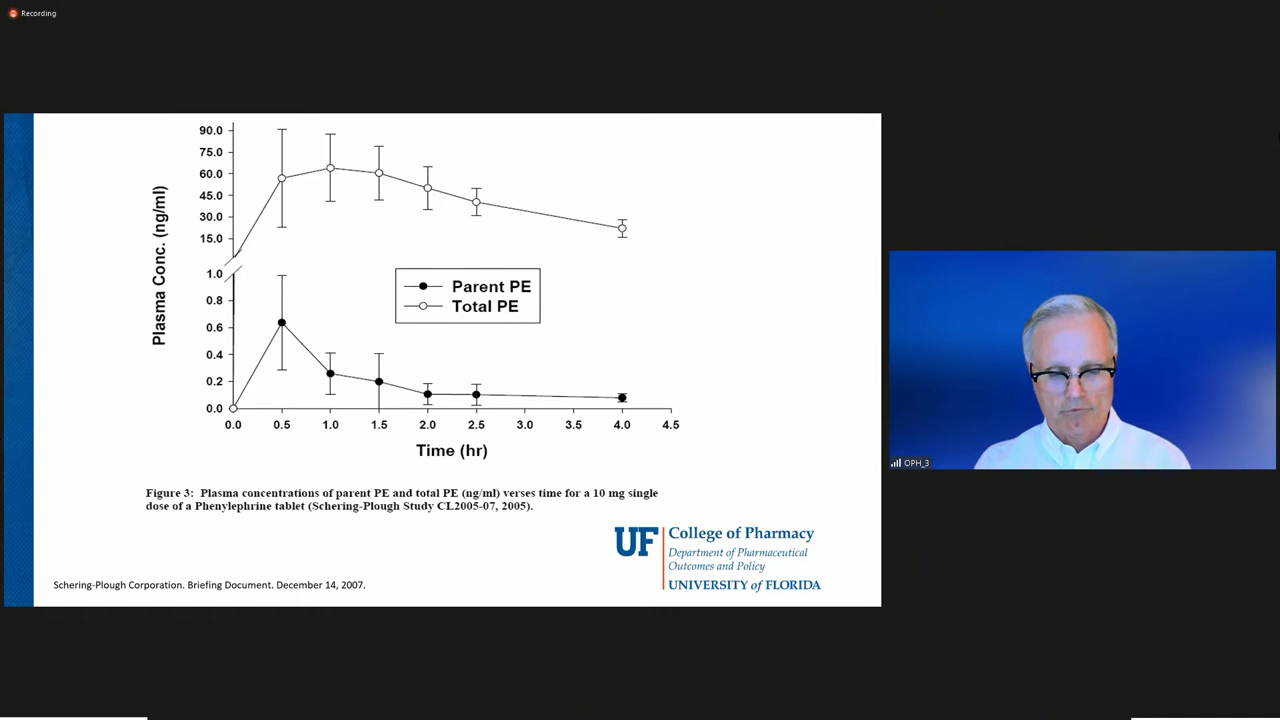 Recording
90.0
75.0
60.0
45.0
30.0
15.0
1.0
0.8
0.6
0.4
0.2
0.0
Plasma Conc. (ng/ml)
Parent PE
Total PE
0.0 0.5 1.0 1.5 2.0 2.5 3.0 3.5 4.0 4.5
Time (hr)
Figure 3: Plasma concentrations of parent PE and total PE (ng/ml) verses time for a 10 mg single
dose of a Phenylephrine tablet (Schering-Plough Study CL2005-07, 2005).
UF
College of Pharmacy
Department of Pharmaceutical
Outcomes and Policy
UNIVERSITY of FLORIDA
Schering-Plough Corporation. Briefing Document. December 14, 2007.
OPH_3